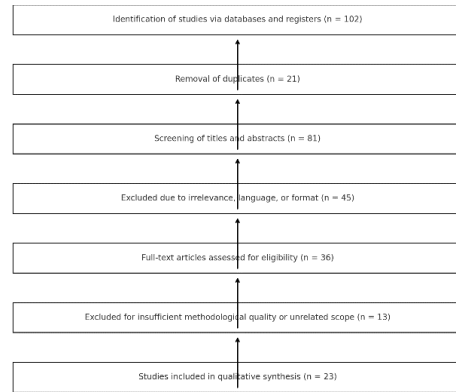 Identification of studies via databases and registers (n = 102)
Removal of duplicates (n = 21)
Screening of titles and abstracts (n = 81)
Excluded due to irrelevance, language, or format (n = 45)
Full-text articles assessed for eligibility (n = 36)
Excluded for insufficient methodological quality or unrelated scope (n = 13)
Studies included in qualitative synthesis (n = 23)